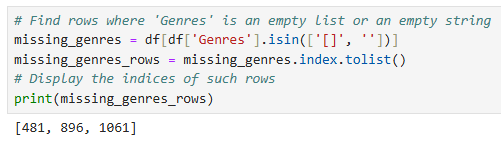 # Find rows where 'Genres' is an empty list or an empty string
missing_genres = df[df['Genres'].isin(['[]', ''])]
missing_genres_rows = missing_genres.index.tolist()
# Display the indices of such rows
print(missing_genres_rows)
[481, 896, 1061]